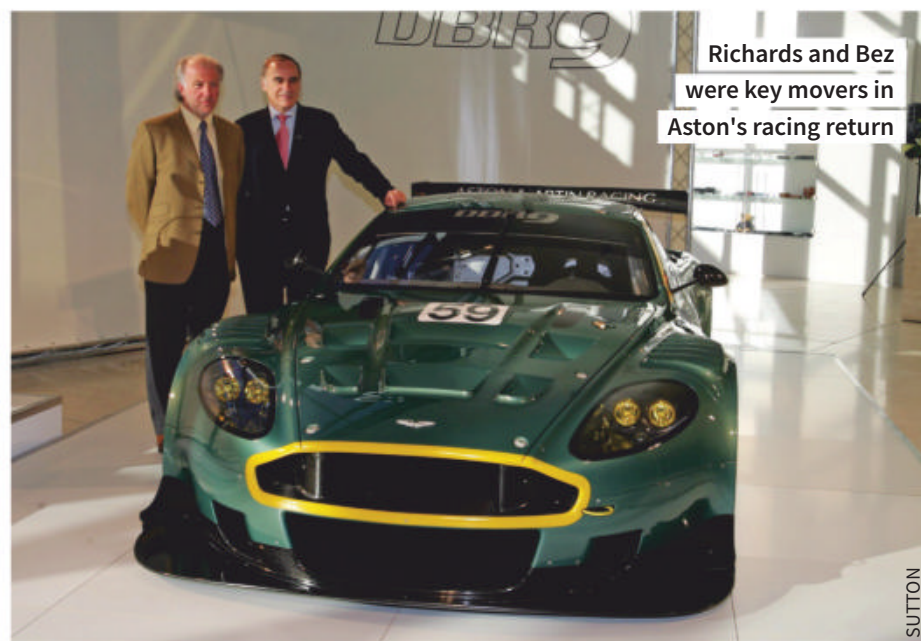 DBR9
Richards and Bez
were key movers in
Aston's racing return
ASTON MARTIN RACING
DBR9
59
SUTTON